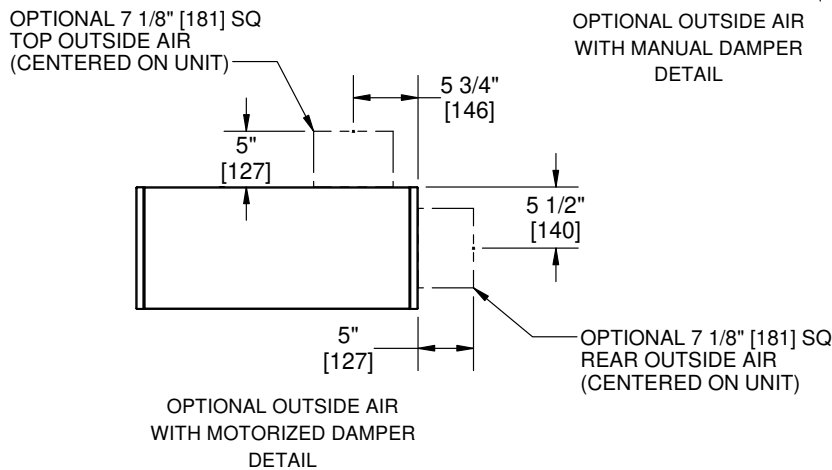 OPTIONAL 7 1/8" [181] SQ
TOP OUTSIDE AIR
(CENTERED ON UNIT)
OPTIONAL OUTSIDE AIR
WITH MANUAL DAMPER
DETAIL
5 3/4"
[146]
5"
[127]
5 1/2"
[140]
5"
[127]
OPTIONAL 7 1/8" [181] SQ
REAR OUTSIDE AIR
(CENTERED ON UNIT)
OPTIONAL OUTSIDE AIR
WITH MOTORIZED DAMPER
DETAIL